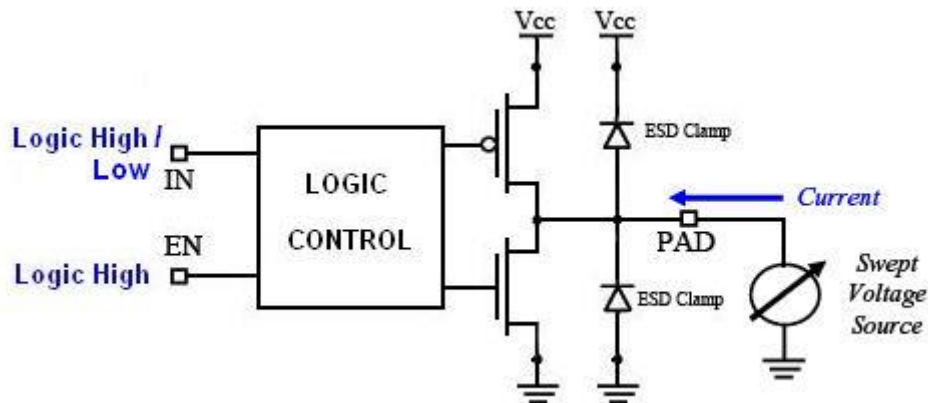 Vcc
Vcc
ESD Clamp
Logic High /
Low
IN
LOGIC
CONTROL
Current
PAD
EN
Logic High
ESD Clamp
Swept
Voltage
Source